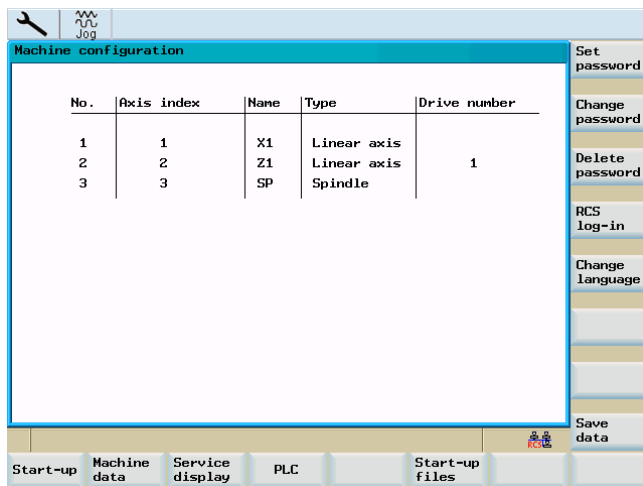 Jog
Machine configuration
No. Axis index Name Type Drive number
1 1 X1 Linear axis
2 2 Z1 Linear axis 1
3 3 SP Spindle
Set
password
Change
password
Delete
password
RCS
log-in
Change
language
Save
data
RCS
Start-up
Machine
data
Service
display
PLC
Start-up
files